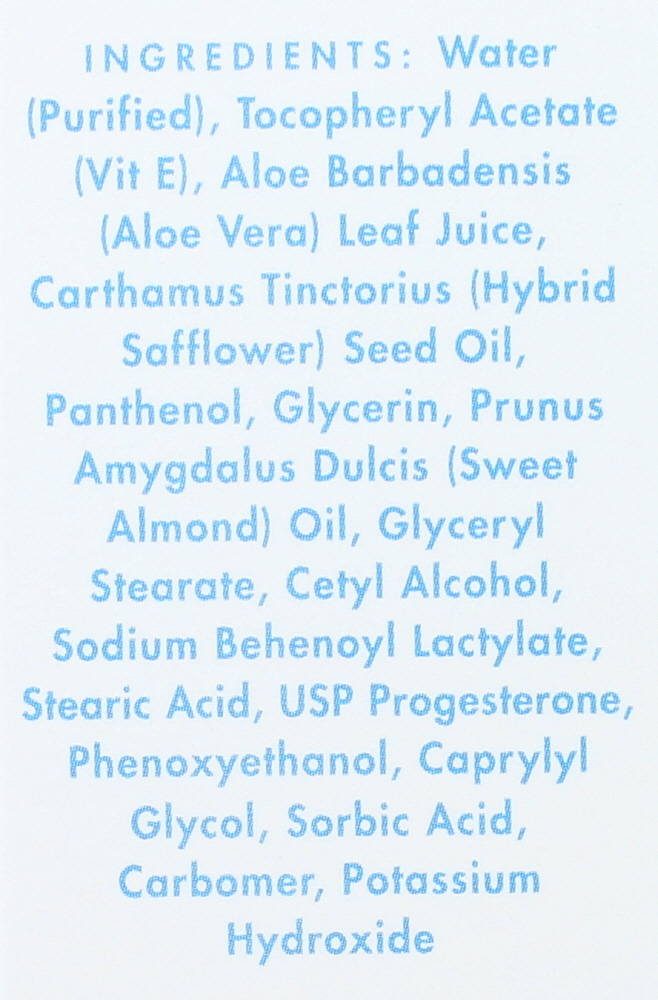 INGREDIENTS: Water
(Purified), Tocopheryl Acetate
(Vit E), Aloe Barbadensis
(Aloe Vera) Leaf Juice,
Carthamus Tinctorius (Hybrid
Safflower) Seed Oil,
Panthenol, Glycerin, Prunus
Amygdalus Dulcis (Sweet
Almond) Oil, Glyceryl
Stearate, Cetyl Alcohol,
Sodium Behenoyl Lactylate,
Stearic Acid, USP Progesterone,
Phenoxyethanol, Caprylyl
Glycol, Sorbic Acid,
Carbomer, Potassium
Hydroxide